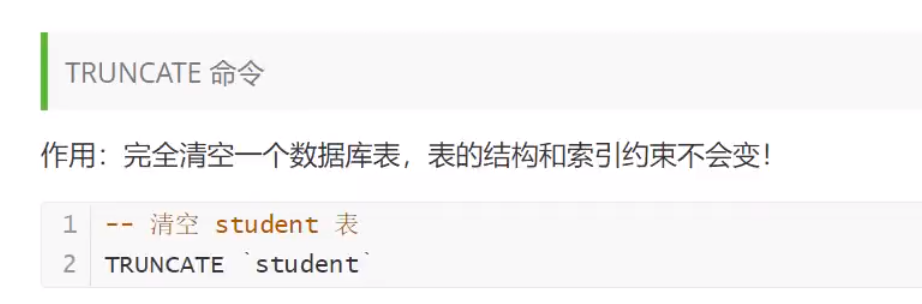 TRUNCATE 命令
作用：完全清空一个数据库表，表的结构和索引约束不会变！
1 -- 清空 student 表
2 TRUNCATE `student`